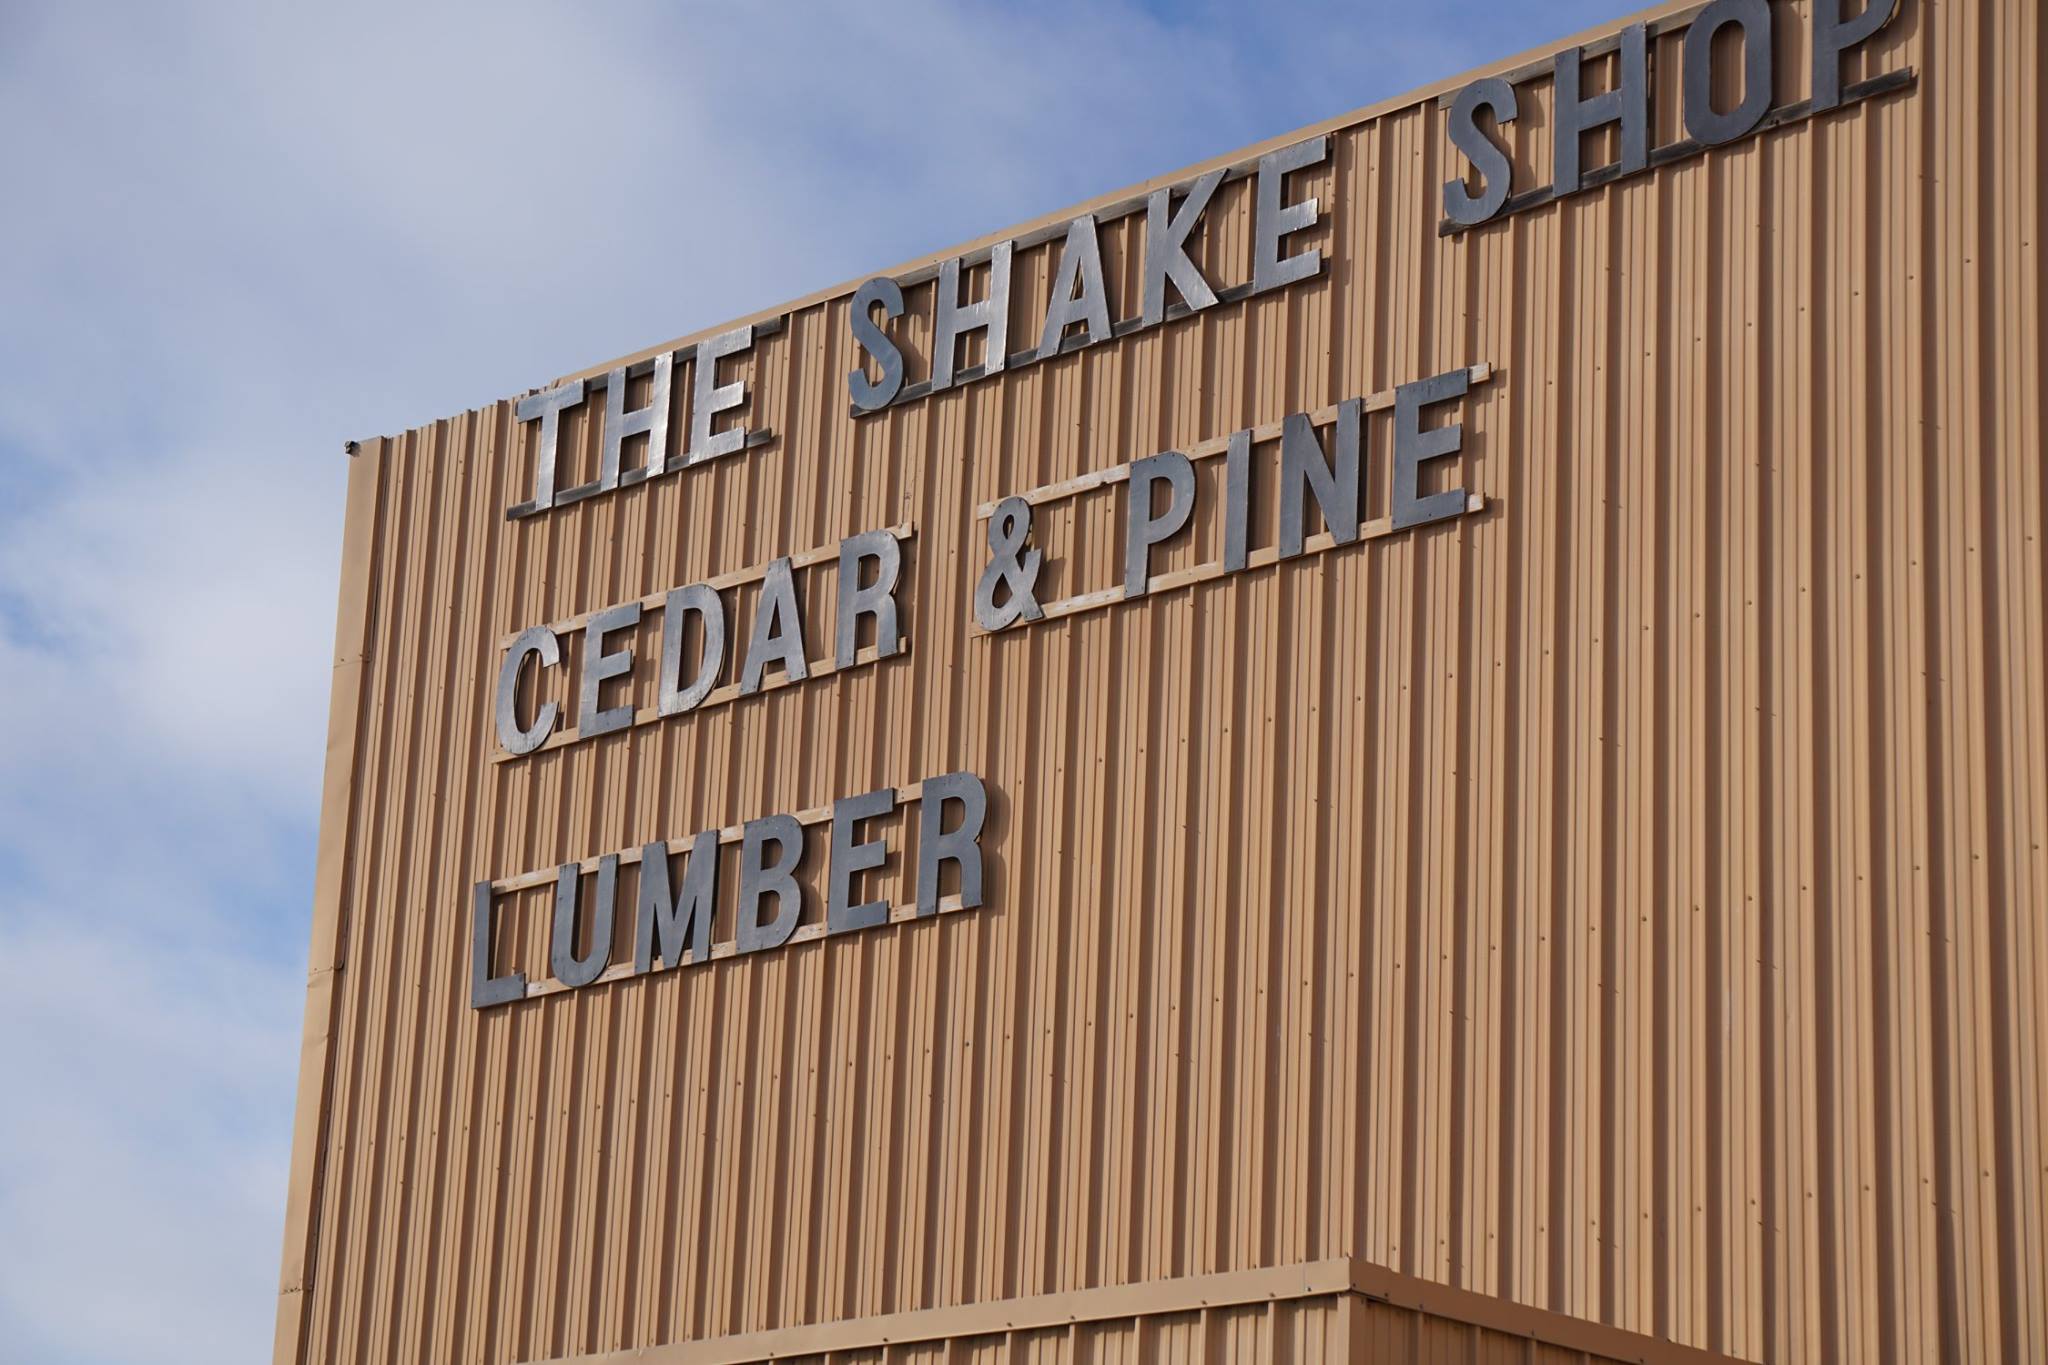 THE SHAKE SHOP
CEDAR & PINE
LUMBER